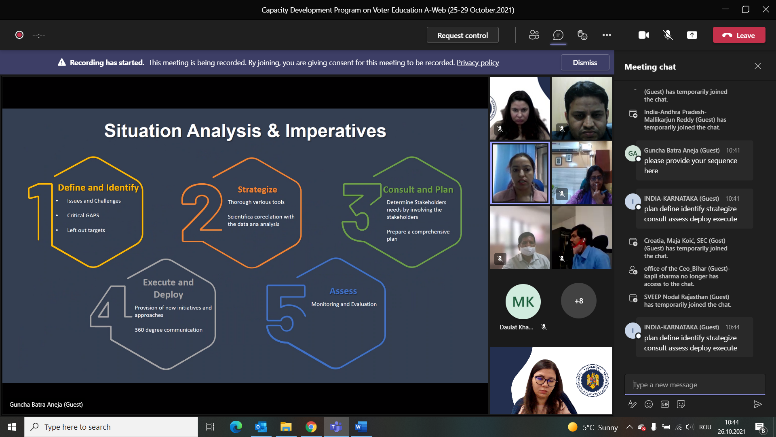 Capacity Development Program on Voter Education A-Web (25-29 October,2021)
--:--
Request control
Leave
Recording has started. This meeting is being recorded. By joining, you are giving consent for this meeting to be recorded. Privacy policy
Dismiss
Situation Analysis & Imperatives
1
Define and Identify
• Issues and Challenges
• Critical GAPS
• Left out targets
2
Strategize
Thorough various tools
Scientific correlation with
the data ana analysis
3
Consult and Plan
Determine Stakeholders
needs by involving the
stakeholders
Prepare a comprehensive
plan
4
Execute and
Deploy
Provision of new initiatives and
approaches
360 degree communication
5
Assess
Monitoring and Evaluation
Guncha Batra Aneja (Guest)
MK
Daulat Kha...
+8
Meeting chat
(Guest) has temporarily joined
the chat.
India-Andhra Pradesh-
Mallikarjun Reddy (Guest) has
temporarily joined the chat.
GA
Guncha Batra Aneja (Guest) 10:41
please provide your sequence
here
I
INDIA-KARNATAKA (Guest) 10:41
plan define identify strategize
consult assess deploy execute
Croatia, Maja Koić, SEC (Gost)
(Guest) has temporarily joined
the chat.
office of the Ceo_Bihar (Guest)-
kapil sharma no longer has
access to the chat.
SVEEP Nodal Rajasthan (Guest)
has temporarily joined the chat.
I
INDIA-KARNATAKA (Guest) 10:44
plan define identify strategize
consult assess deploy execute
Type a new message
Type here to search
5°C Sunny
ROU
10:44
26.10.2021